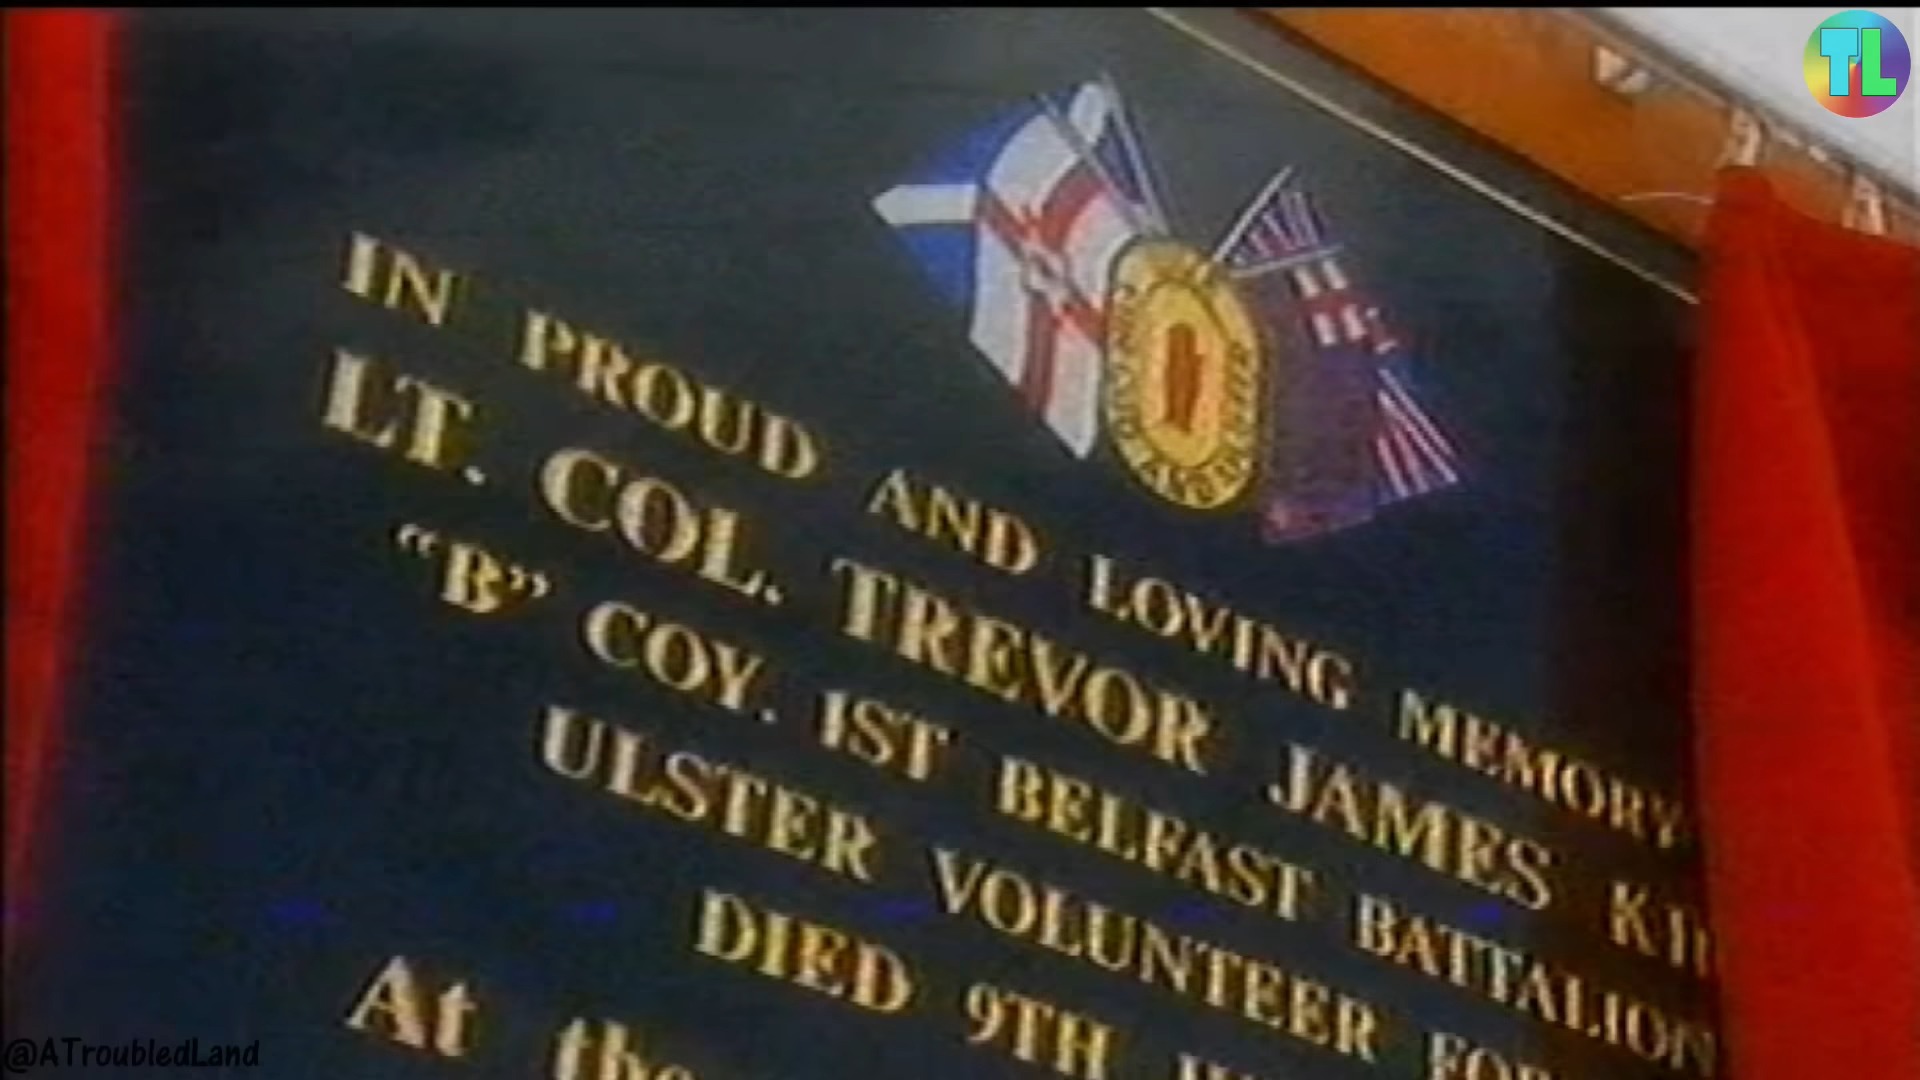 TL
IN PROUD AND LOVING MEMORY
LT. COL. TREVOR JAMES
"B" COY. 1ST BELFAST BATTALION
ULSTER VOLUNTEER
DIED 9TH
At
@ATroubledLand